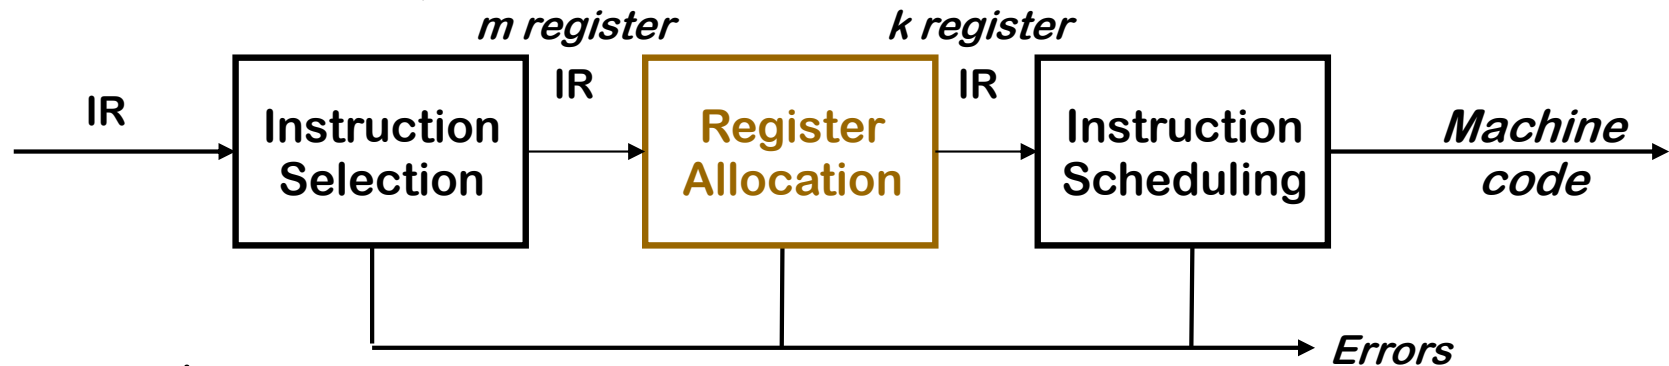 m register
k register
IR
IR
IR
Instruction
Selection
Register
Allocation
Instruction
Scheduling
Machine
code
Errors